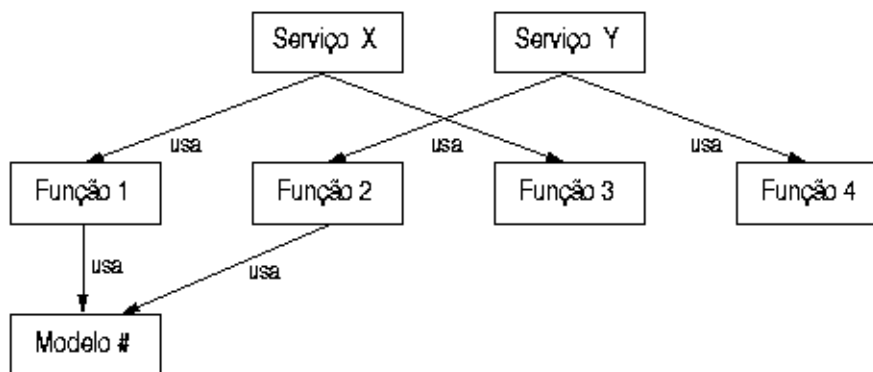 Serviço X
Serviço Y
usa
usa
usa
Função 1
Função 2
Função 3
Função 4
usa
usa
Modelo #